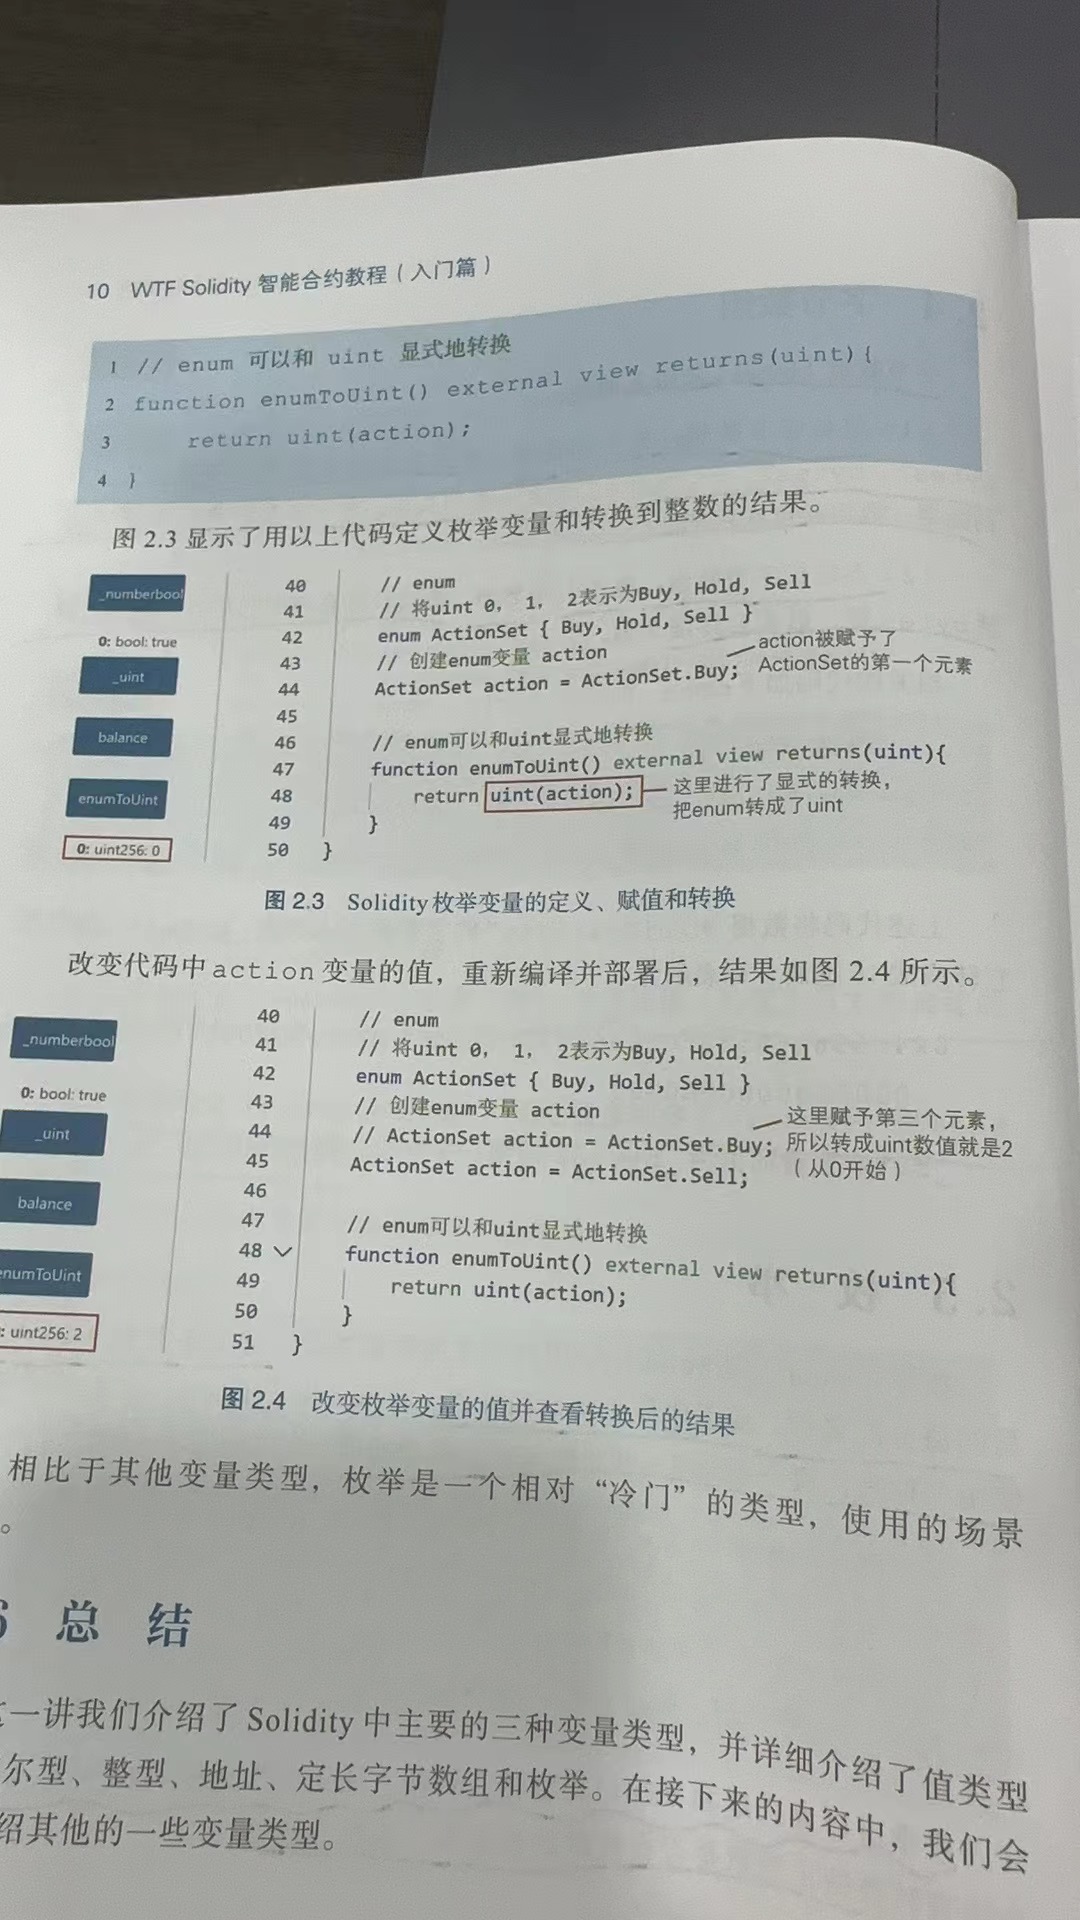 10 WTF Solidity 智能合约教程（入门篇）
1 // enum 可以和 uint 显式地转换
2 function enumToUint() external view returns(uint){
3 return uint(action);
4 }
图 2.3 显示了用以上代码定义枚举变量和转换到整数的结果。
_numberbool
0: bool: true
_uint
balance
enumToUint
0: uint256: 0
40 // enum
41 // 将uint 0, 1, 2表示为Buy, Hold, Sell
42 enum ActionSet { Buy, Hold, Sell }
43 // 创建enum变量 action
44 ActionSet action = ActionSet.Buy;
45
46 // enum可以和uint显式地转换
47 function enumToUint() external view returns(uint){
48 return uint(action);
49 }
50 }
action被赋予了
ActionSet的第一个元素
这里进行了显式的转换，
把enum转成了uint
图 2.3 Solidity枚举变量的定义、赋值和转换
改变代码中action变量的值，重新编译并部署后，结果如图 2.4 所示。
_numberbool
0: bool: true
_uint
balance
enumToUint
: uint256: 2
40 // enum
41 // 将uint 0, 1, 2表示为Buy, Hold, Sell
42 enum ActionSet { Buy, Hold, Sell }
43 // 创建enum变量 action
44 // ActionSet action = ActionSet.Buy;
45 ActionSet action = ActionSet.Sell;
46
47 // enum可以和uint显式地转换
48 function enumToUint() external view returns(uint){
49 return uint(action);
50 }
51 }
这里赋予第三个元素，
所以转成uint数值就是2
（从0开始）
图 2.4 改变枚举变量的值并查看转换后的结果
相比于其他变量类型，枚举是一个相对“冷门”的类型，使用的场景
。
6 总 结
一讲我们介绍了 Solidity 中主要的三种变量类型，并详细介绍了值类型
尔型、整型、地址、定长字节数组和枚举。在接下来的内容中，我们会
绍其他的一些变量类型。